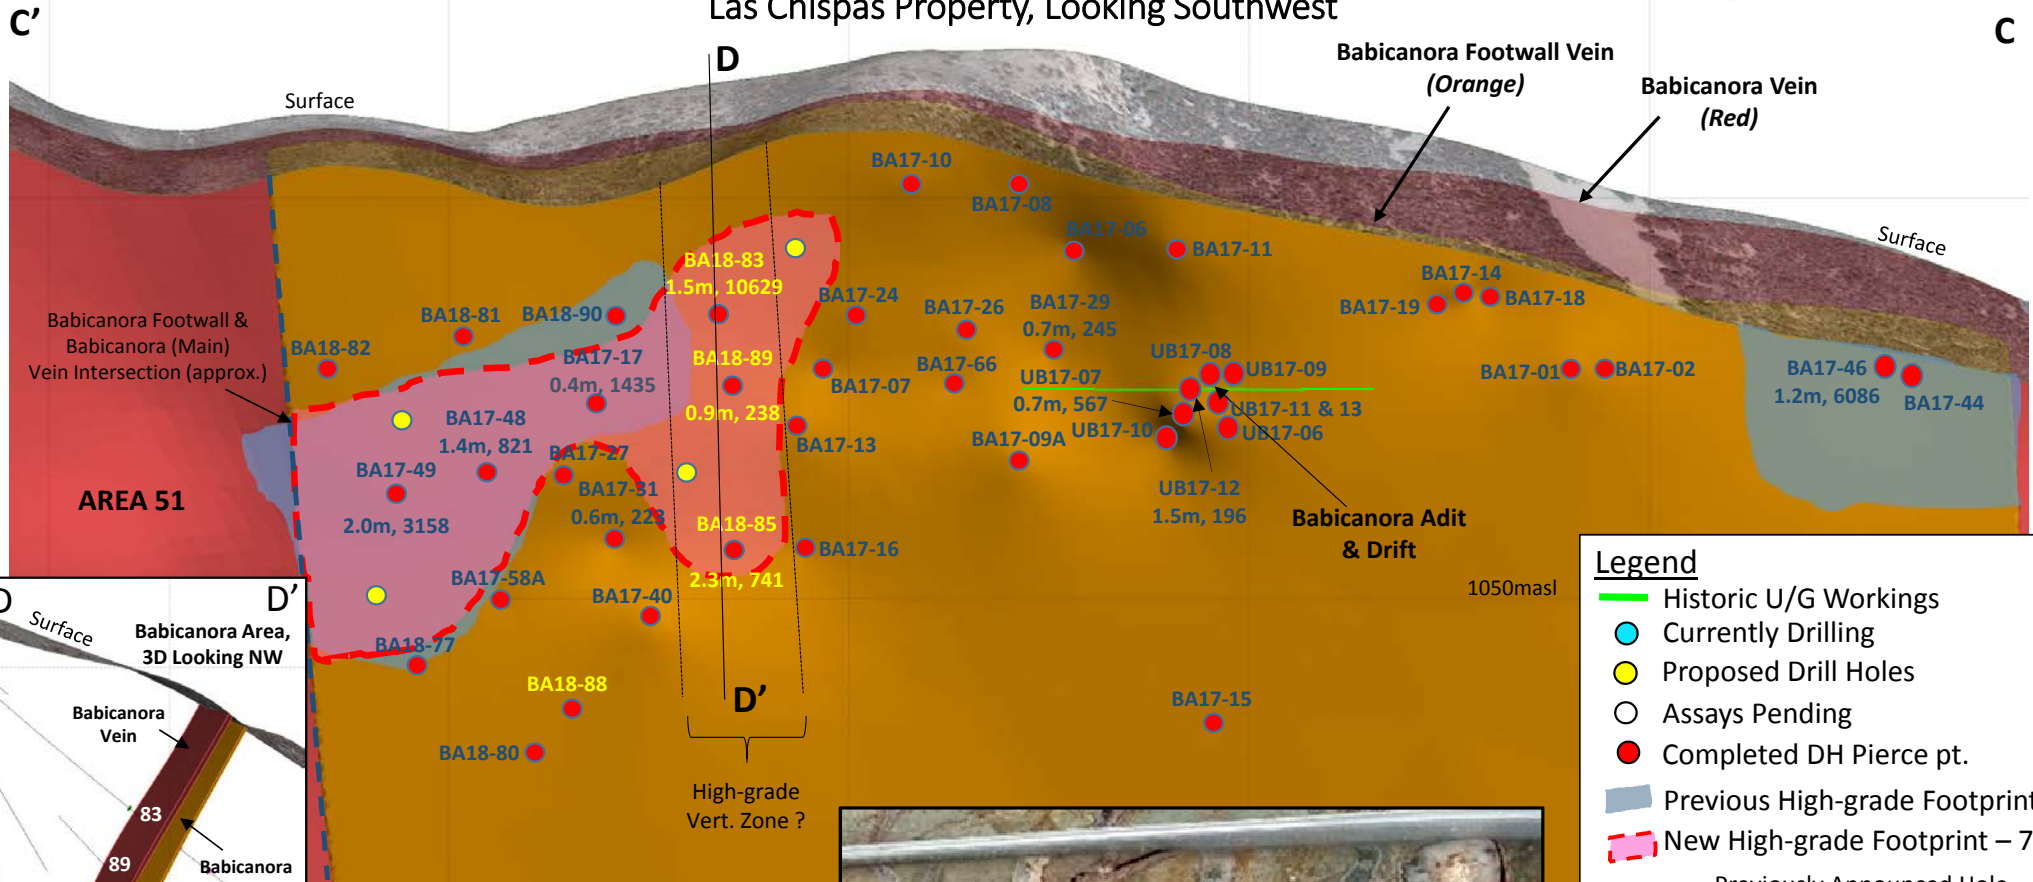 Las Chispas Property, Looking Southwest
C’
C
D
Surface
Babicanora Footwall Vein
(Orange)
Babicanora Vein
(Red)
Surface
BA17-10
BA17-08
BA17-06
BA17-11
BA18-83
1.5m, 10629
BA17-14
BA17-18
BA17-19
BA17-24
BA17-26
BA17-29
0.7m, 245
BA18-81
BA18-90
Babicanora Footwall &
Babicanora (Main)
Vein Intersection (approx.)
BA18-82
BA17-17
0.4m, 1435
BA18-89
0.9m, 238
BA17-07
BA17-66
UB17-08
UB17-09
UB17-07
0.7m, 567
UB17-11 & 13
UB17-10
UB17-06
BA17-01
BA17-02
BA17-46
1.2m, 6086
BA17-44
BA17-48
1.4m, 821
BA17-13
BA17-09A
BA17-49
2.0m, 3158
BA17-27
BA17-31
0.6m, 223
AREA 51
UB17-12
1.5m, 196
Babicanora Adit
& Drift
BA18-85
2.3m, 741
BA17-16
BA17-58A
BA17-40
1050masl
BA18-77
BA18-88
BA18-80
D’
BA17-15
High-grade
Vert. Zone ?
D
D’
Surface
Babicanora Area,
3D Looking NW
Babicanora
Vein
83
89
Babicanora
Legend
Historic U/G Workings
Currently Drilling
Proposed Drill Holes
Assays Pending
Completed DH Pierce pt.
Previous High-grade Footprint
New High-grade Footprint – 7
Previously Announced Hole